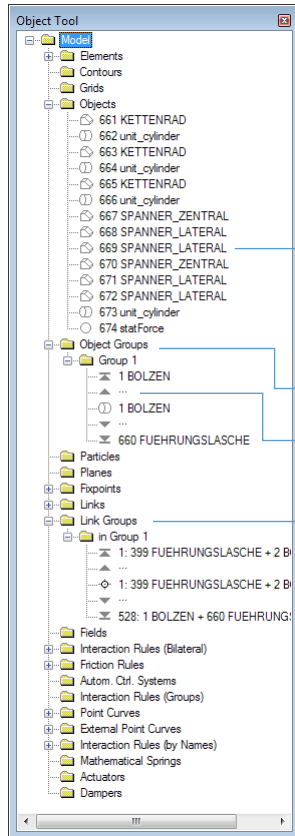 Object Tool
Model
Elements
Contours
Grids
Objects
661 KETTENRAD
662 unit_cylinder
663 KETTENRAD
664 unit_cylinder
665 KETTENRAD
666 unit_cylinder
667 SPANNER_ZENTRAL
668 SPANNER_LATERAL
669 SPANNER_LATERAL
670 SPANNER_ZENTRAL
671 SPANNER_LATERAL
672 SPANNER_LATERAL
673 unit_cylinder
674 statForce
Object Groups
Group 1
1 BOLZEN
...
1 BOLZEN
...
660 FUEHRUNGSLASCHE
Particles
Planes
Fixpoints
Links
Link Groups
in Group 1
1: 399 FUEHRUNGSLASCHE + 2 B
...
1: 399 FUEHRUNGSLASCHE + 2 B
...
528: 1 BOLZEN + 660 FUEHRUNGS
Fields
Interaction Rules (Bilateral)
Friction Rules
Autom. Ctrl. Systems
Interaction Rules (Groups)
Point Curves
External Point Curves
Interaction Rules (by Names)
Mathematical Springs
Actuators
Dampers